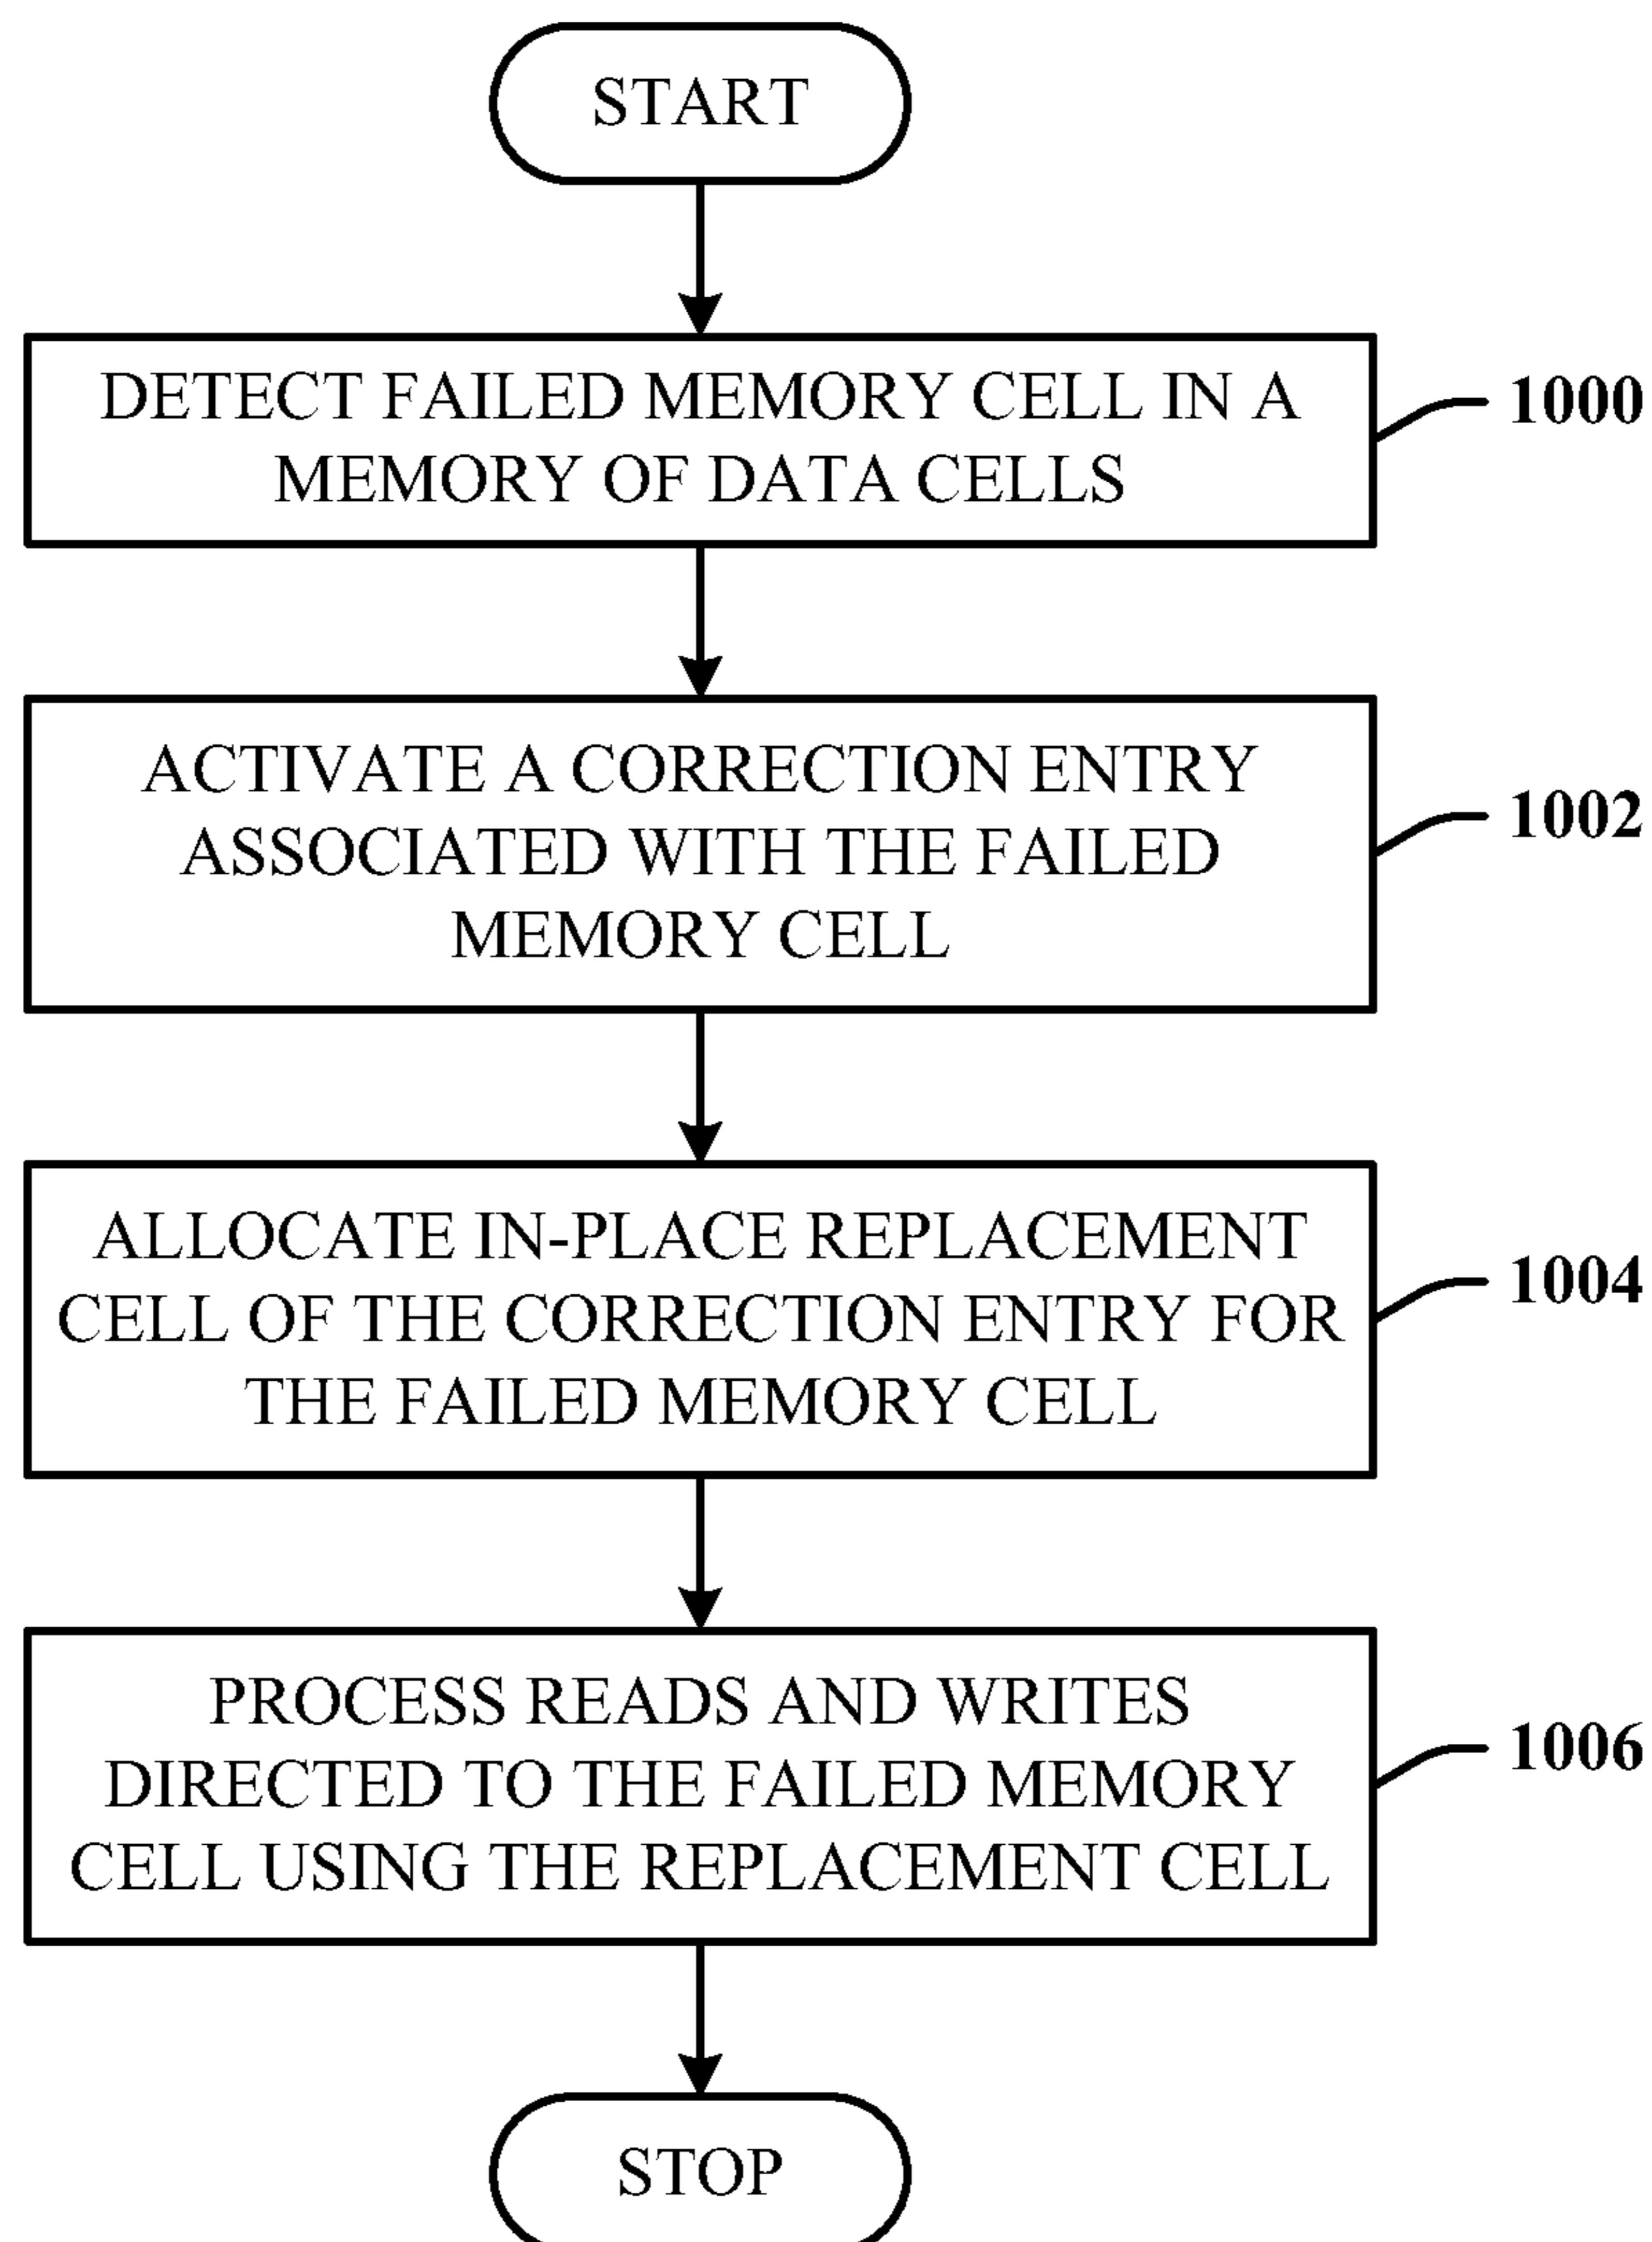 START
DETECT FAILED MEMORY CELL IN A
MEMORY OF DATA CELLS
1000
ACTIVATE A CORRECTION ENTRY
ASSOCIATED WITH THE FAILED
MEMORY CELL
1002
ALLOCATE IN-PLACE REPLACEMENT
CELL OF THE CORRECTION ENTRY FOR
THE FAILED MEMORY CELL
1004
PROCESS READS AND WRITES
DIRECTED TO THE FAILED MEMORY
CELL USING THE REPLACEMENT CELL
1006
STOP